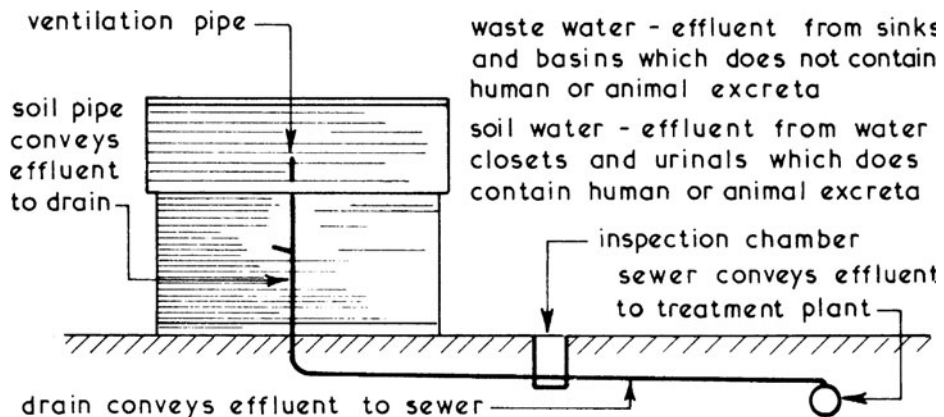 ventilation pipe
soil pipe
conveys
effluent
to drain
waste water - effluent from sinks
and basins which does not contain
human or animal excreta
soil water - effluent from water
closets and urinals which does
contain human or animal excreta
inspection chamber
sewer conveys effluent
to treatment plant
drain conveys effluent to sewer